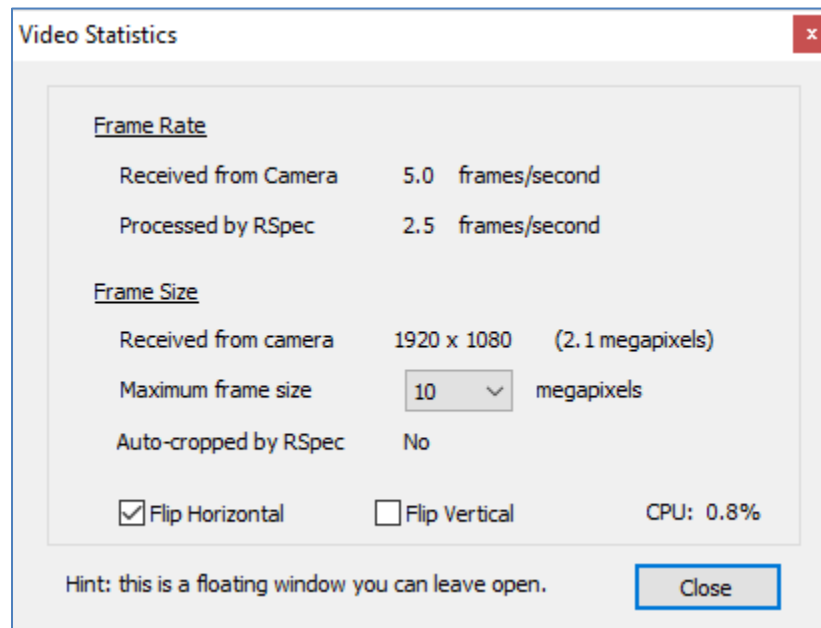 Video Statistics x
Frame Rate
Received from Camera 5.0 frames/second
Processed by RSpec 2.5 frames/second
Frame Size
Received from camera 1920 x 1080 (2.1 megapixels)
Maximum frame size 10 megapixels
Auto-cropped by RSpec No
Flip Horizontal Flip Vertical CPU: 0.8%
Hint: this is a floating window you can leave open. Close